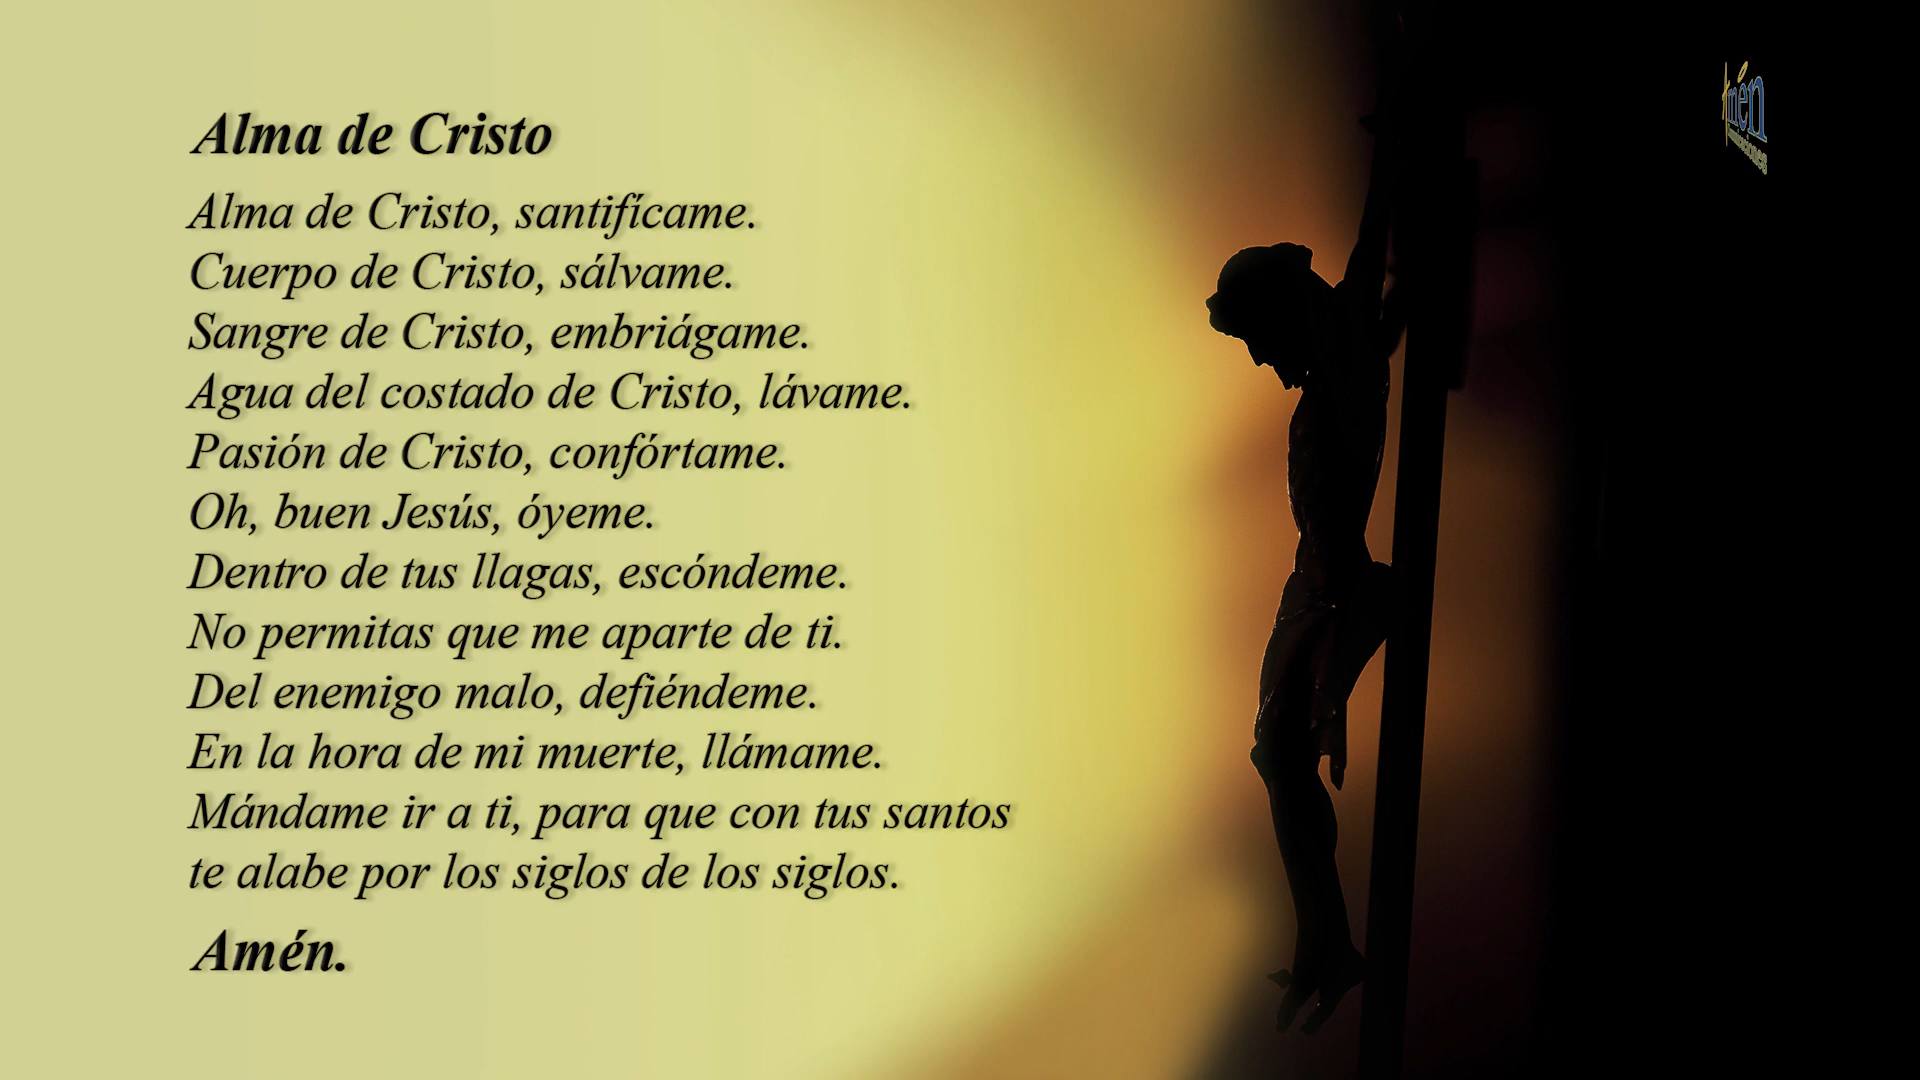 Alma de Cristo
Alma de Cristo, santifícame.
Cuerpo de Cristo, sálvame.
Sangre de Cristo, embriágame.
Agua del costado de Cristo, lávame.
Pasión de Cristo, confórtame.
Oh, buen Jesús, óyeme.
Dentro de tus llagas, escóndeme.
No permitas que me aparte de ti.
Del enemigo malo, defiéndeme.
En la hora de mi muerte, llámame.
Mándame ir a ti, para que con tus santos
te alabe por los siglos de los siglos.
Amén.
Amén